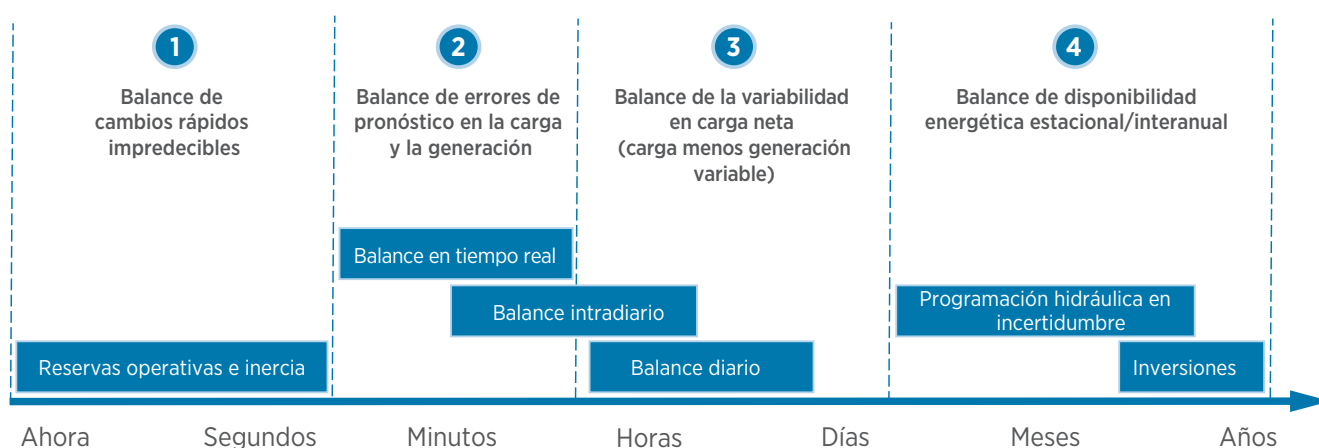 1
Balance de
cambios rápidos
impredecibles
2
Balance de errores de
pronóstico en la carga
y la generación
3
Balance de la variabilidad
en carga neta
(carga menos generación
variable)
4
Balance de disponibilidad
energética estacional/interanual
Balance en tiempo real
Balance intradiario
Programación hidráulica en
incertidumbre
Reservas operativas e inercia
Balance diario
Inversiones
Ahora Segundos Minutos Horas Días Meses Años